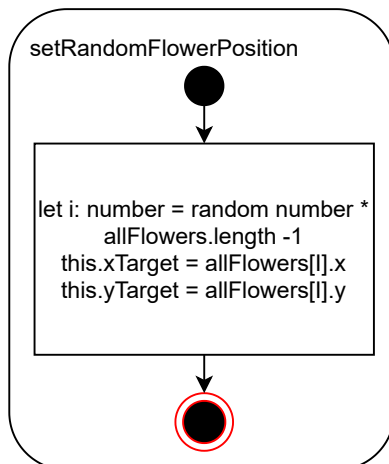 setRandomFlowerPosition
let i: number = random number *
allFlowers.length -1
this.xTarget = allFlowers[I].x
this.yTarget = allFlowers[I].y